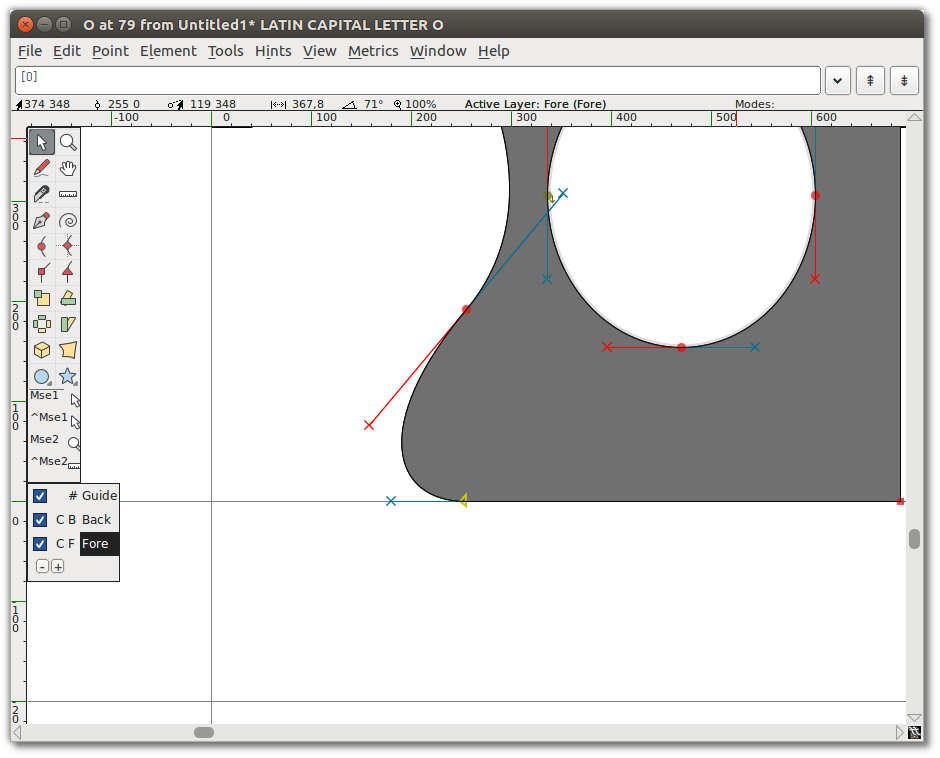 O at 79 from Untitled1* LATIN CAPITAL LETTER O
File Edit Point Element Tools Hints View Metrics Window Help
[O]
374 348 255 0 119 348 367,8 71° 100% Active Layer: Fore (Fore) Modes:
-100 0 100 200 300 400 500 600
300
200
100
0
100
20
Mse1
^Mse1
Mse2
^Mse2
# Guide
C B Back
C F Fore
- +